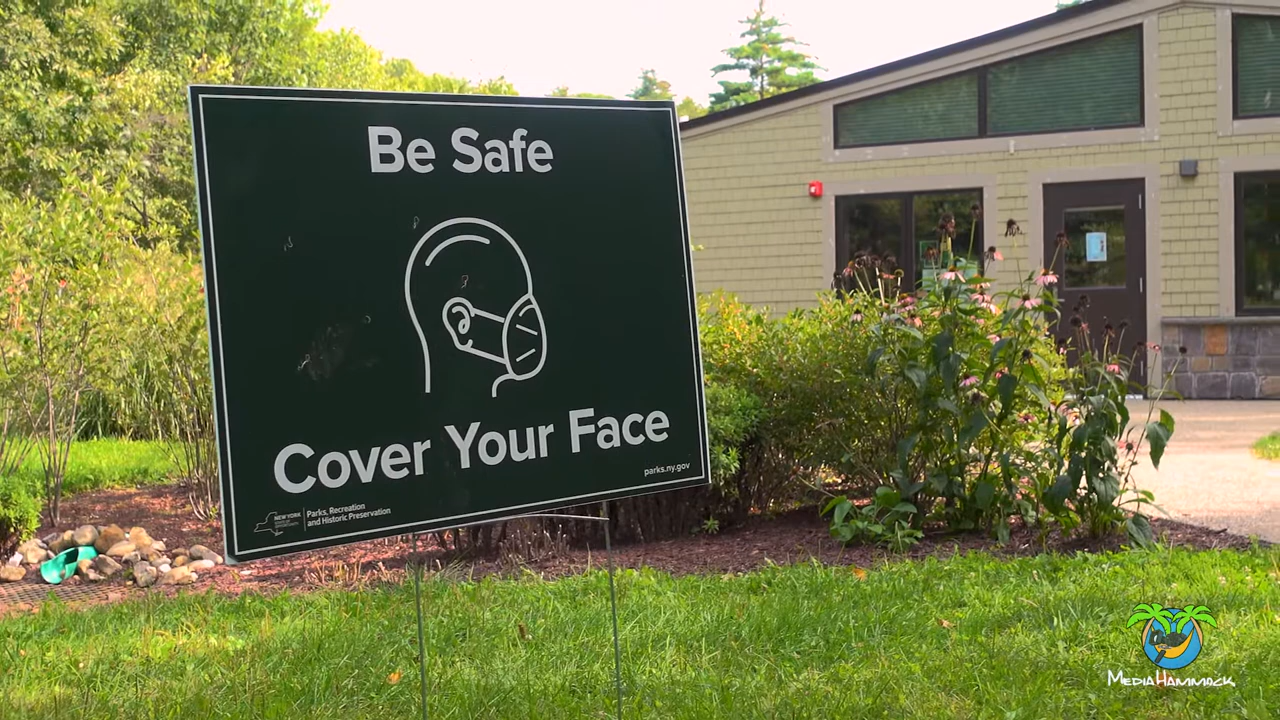 Be Safe
Cover Your Face
parks.ny.gov
NEW YORK
Parks, Recreation
and Historic Preservation
MEDIAHAMMOCK